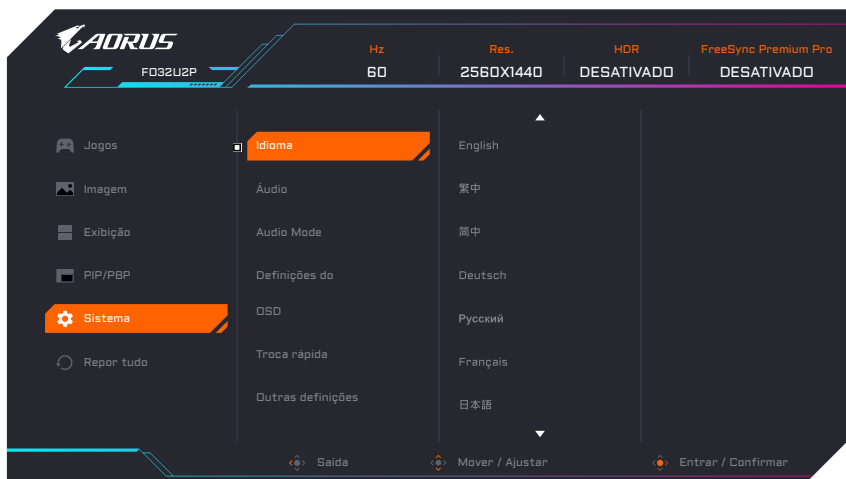 AORUS
FO32U2P
Hz
60
Res.
2560X1440
HDR
DESATIVADO
FreeSync Premium Pro
DESATIVADO
Jogos
Imagem
Exibição
PIP/PBP
Sistema
Repor tudo
Idioma
Áudio
Audio Mode
Definições do
OSD
Troca rápida
Outras definições
English
繁中
简中
Deutsch
Русский
Français
日本語
Saída
Mover / Ajustar
Entrar / Confirmar